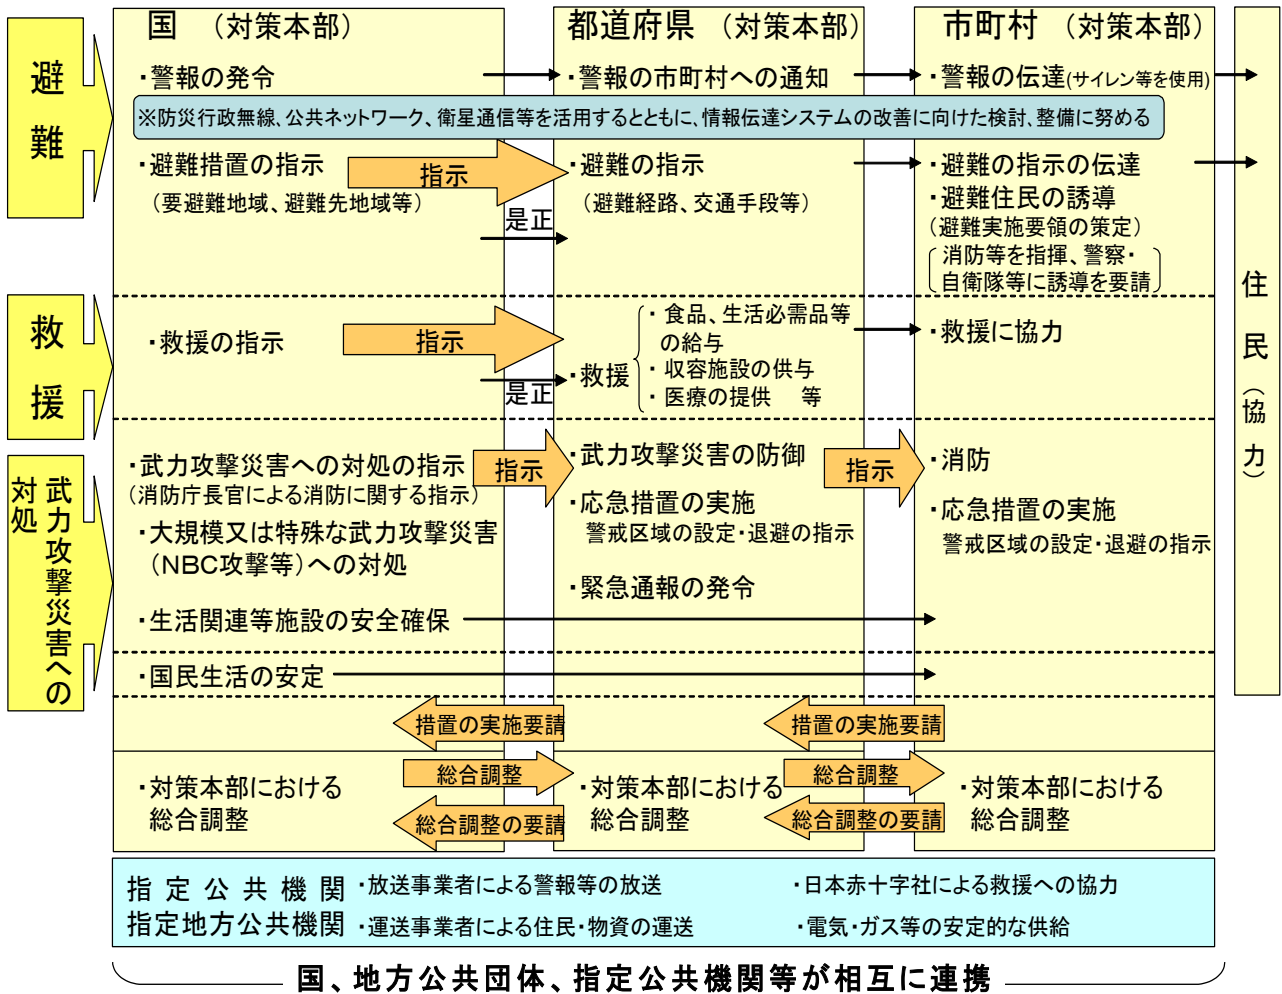 避難
国 (対策本部)
都道府県 (対策本部)
市町村 (対策本部)
・警報の発令
・警報の市町村への通知
・警報の伝達(サイレン等を使用)
※防災行政無線、公共ネットワーク、衛星通信等を活用するとともに、情報伝達システムの改善に向けた検討、整備に努める
・避難措置の指示
(要避難地域、避難先地域等)
指示
是正
・避難の指示
(避難経路、交通手段等)
・避難の指示の伝達
・避難住民の誘導
(避難実施要領の策定)
消防等を指揮、警察・
自衛隊等に誘導を要請
住民(協力)
救援
・救援の指示
指示
是正
・救援
・食品、生活必需品等
の給与
・収容施設の供与
・医療の提供 等
・救援に協力
武力攻撃災害への
対処
・武力攻撃災害への対処の指示
(消防庁長官による消防に関する指示)
・大規模又は特殊な武力攻撃災害
(NBC攻撃等)への対処
・生活関連等施設の安全確保
指示
・武力攻撃災害の防御
・応急措置の実施
警戒区域の設定・退避の指示
・緊急通報の発令
指示
・消防
・応急措置の実施
警戒区域の設定・退避の指示
・国民生活の安定
措置の実施要請
措置の実施要請
・対策本部における
総合調整
総合調整
総合調整の要請
・対策本部における
総合調整
総合調整
総合調整の要請
・対策本部における
総合調整
指定公共機関
指定地方公共機関
・放送事業者による警報等の放送
・日本赤十字社による救援への協力
・運送事業者による住民・物資の運送
・電気・ガス等の安定的な供給
国、地方公共団体、指定公共機関等が相互に連携